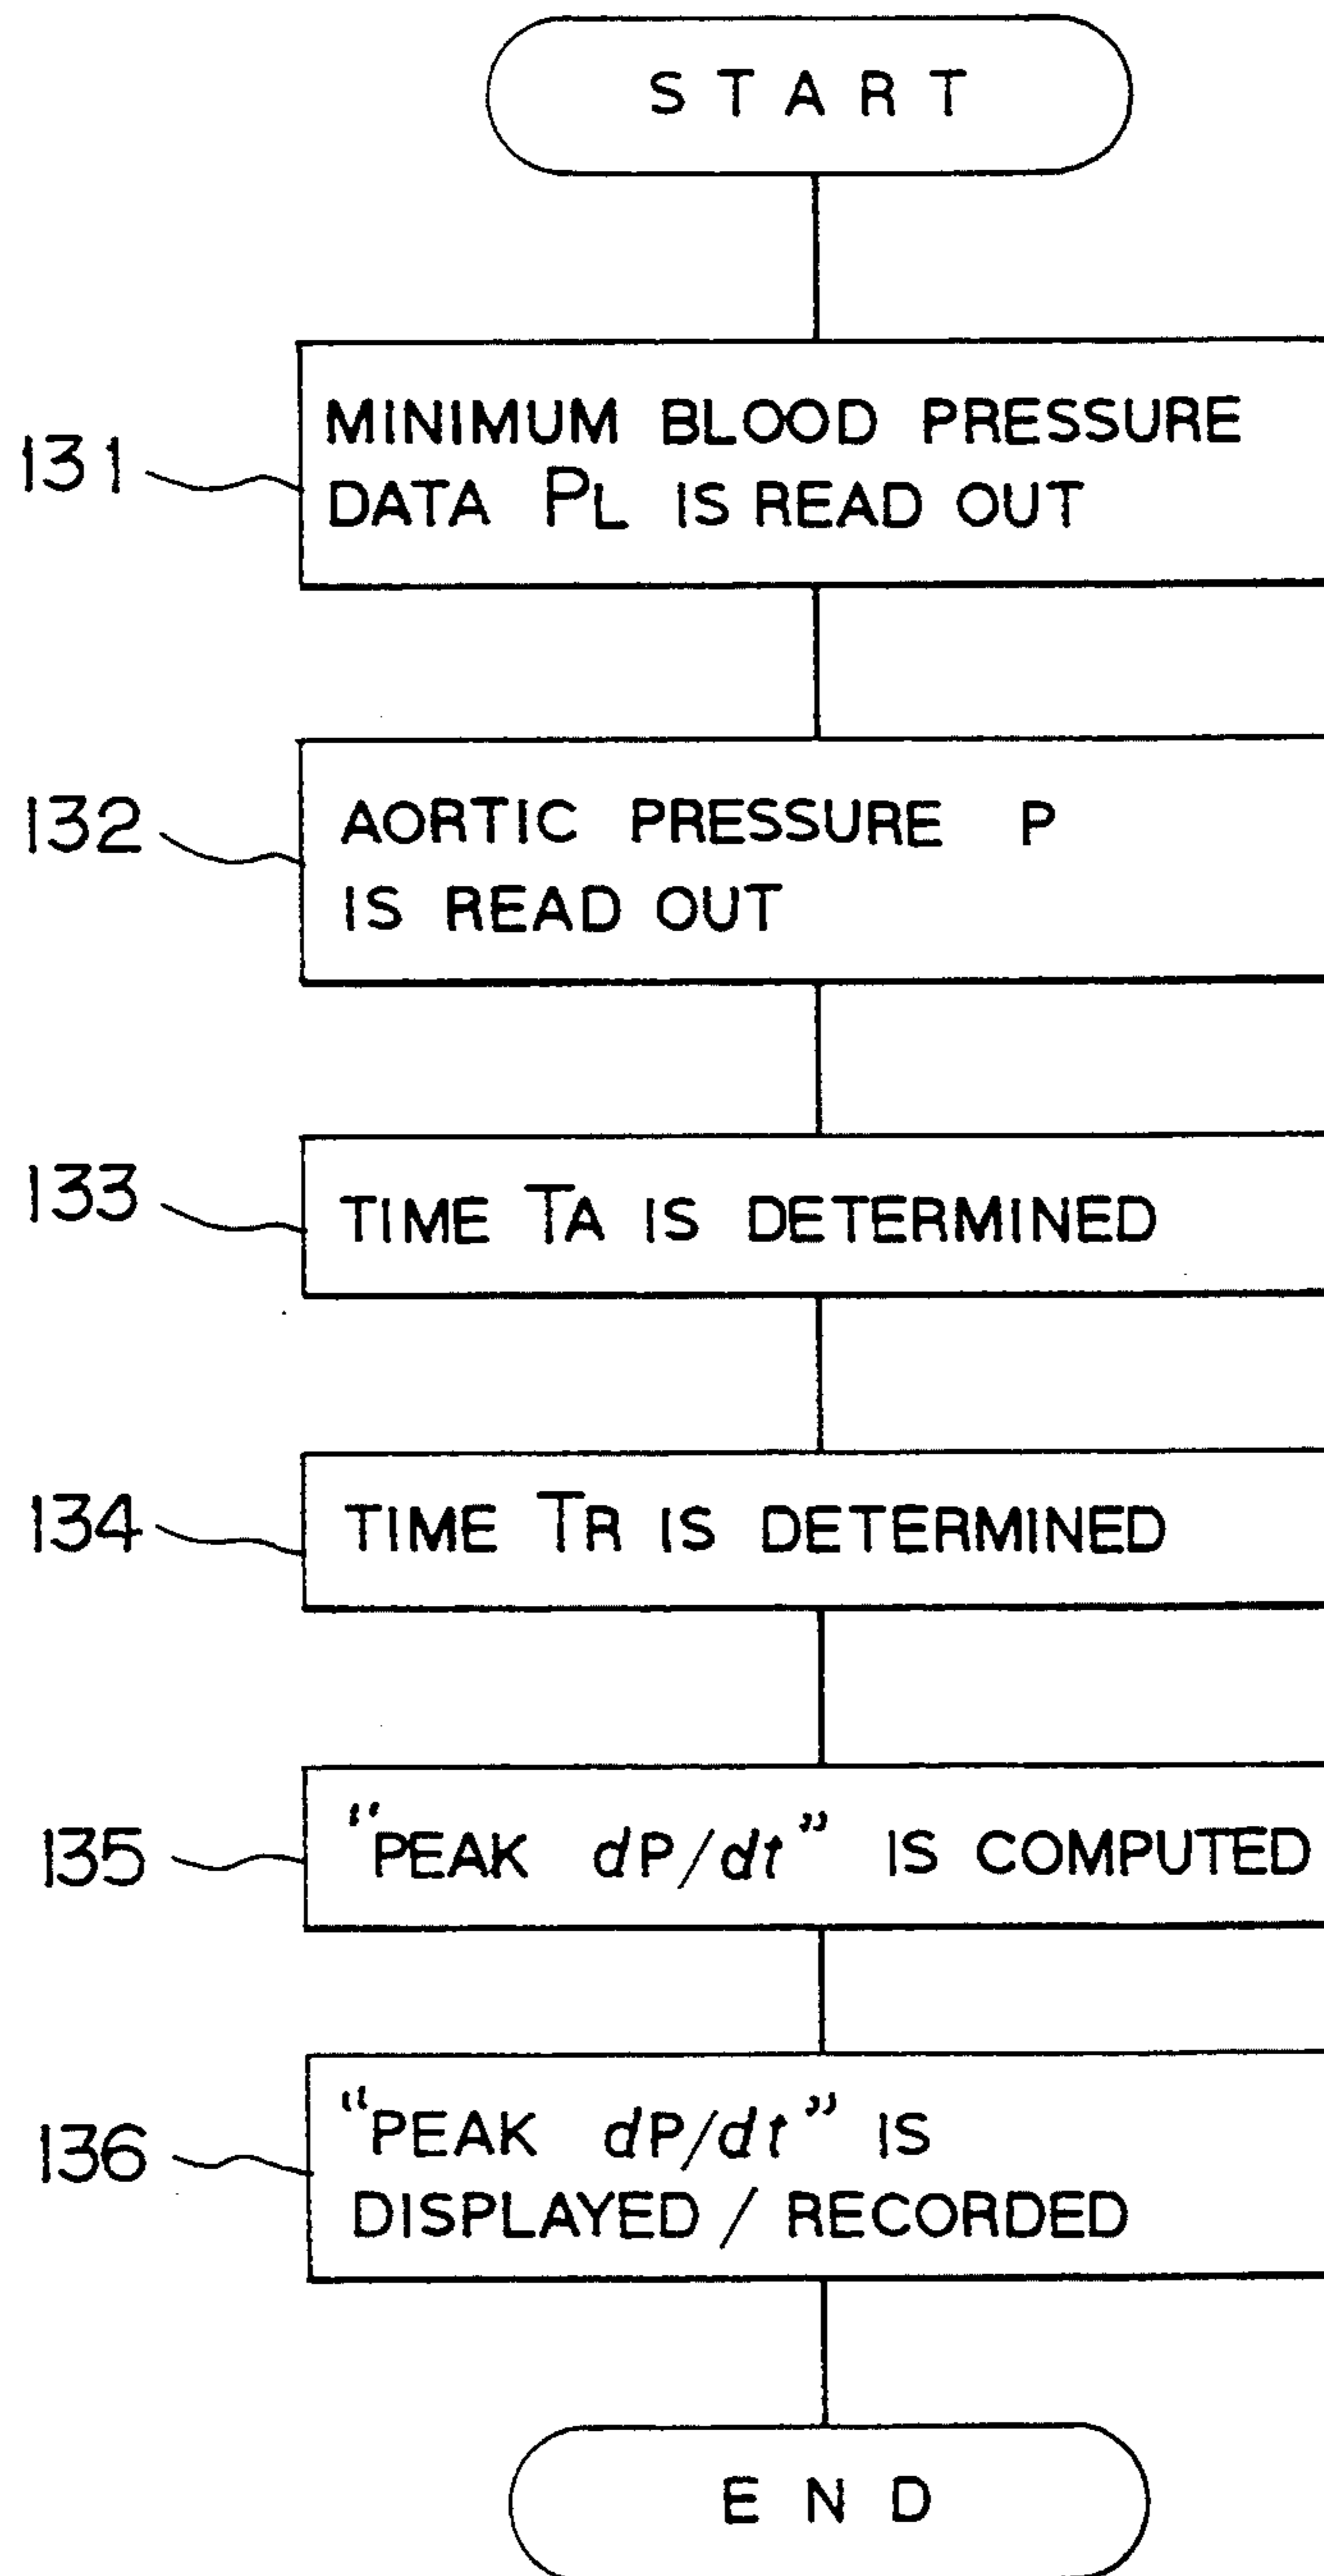 START
131
MINIMUM BLOOD PRESSURE
DATA PL IS READ OUT
132
AORTIC PRESSURE P
IS READ OUT
133
TIME TA IS DETERMINED
134
TIME TR IS DETERMINED
135
"PEAK dP/dt" IS COMPUTED
136
"PEAK dP/dt" IS
DISPLAYED / RECORDED
END